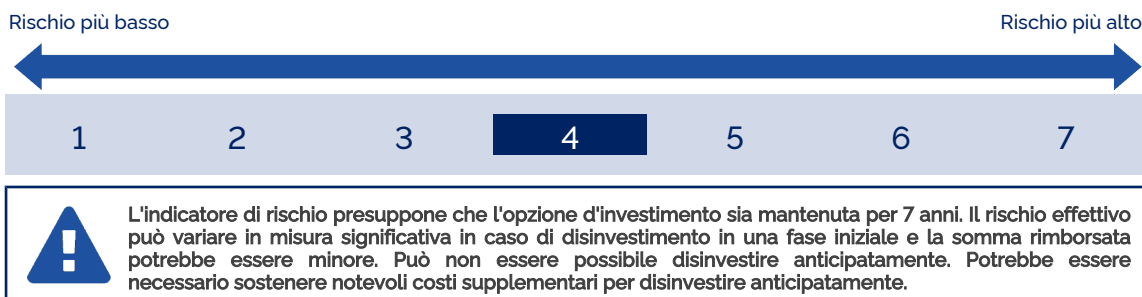 Rischio più basso Rischio più alto
1 2 3 4 5 6 7
L'indicatore di rischio presuppone che l'opzione d'investimento sia mantenuta per 7 anni. Il rischio effettivo
può variare in misura significativa in caso di disinvestimento in una fase iniziale e la somma rimborsata
potrebbe essere minore. Può non essere possibile disinvestire anticipatamente. Potrebbe essere
necessario sostenere notevoli costi supplementari per disinvestire anticipatamente.